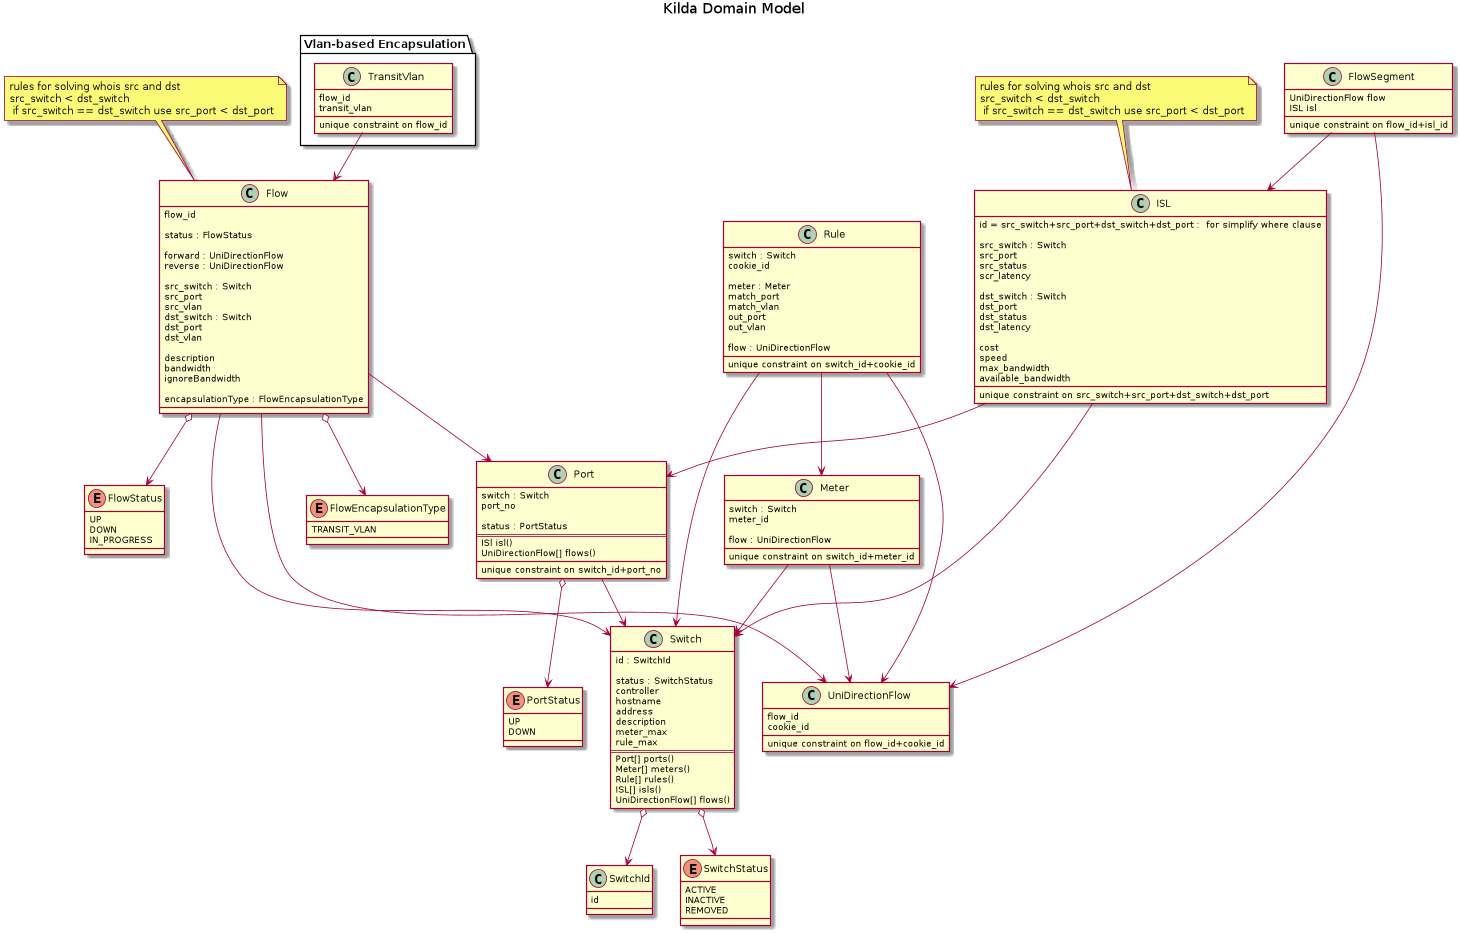 Kilda Domain Model
Vlan-based Encapsulation
C TransitVlan
flow_id
transit_vlan
unique constraint on flow_id
rules for solving whois src and dst
src_switch < dst_switch
if src_switch == dst_switch use src_port < dst_port
rules for solving whois src and dst
src_switch < dst_switch
if src_switch == dst_switch use src_port < dst_port
C FlowSegment
UniDirectionFlow flow
ISL isl
unique constraint on flow_id+isl_id
C Flow
flow_id
status : FlowStatus
forward : UniDirectionFlow
reverse : UniDirectionFlow
src_switch : Switch
src_port
src_vlan
dst_switch : Switch
dst_port
dst_vlan
description
bandwidth
ignoreBandwidth
encapsulationType : FlowEncapsulationType
C Rule
switch : Switch
cookie_id
meter : Meter
match_port
match_vlan
out_port
out_vlan
flow : UniDirectionFlow
unique constraint on switch_id+cookie_id
C ISL
id = src_switch+src_port+dst_switch+dst_port :  for simplify where clause
src_switch : Switch
src_port
src_status
scr_latency
dst_switch : Switch
dst_port
dst_status
dst_latency
cost
speed
max_bandwidth
available_bandwidth
unique constraint on src_switch+src_port+dst_switch+dst_port
E FlowStatus
UP
DOWN
IN_PROGRESS
E FlowEncapsulationType
TRANSIT_VLAN
C Port
switch : Switch
port_no
status : PortStatus
ISl isl()
UniDirectionFlow[] flows()
unique constraint on switch_id+port_no
C Meter
switch : Switch
meter_id
flow : UniDirectionFlow
unique constraint on switch_id+meter_id
E PortStatus
UP
DOWN
C Switch
id : SwitchId
status : SwitchStatus
controller
hostname
address
description
meter_max
rule_max
Port[] ports()
Meter[] meters()
Rule[] rules()
ISL[] isls()
UniDirectionFlow[] flows()
C UniDirectionFlow
flow_id
cookie_id
unique constraint on flow_id+cookie_id
C SwitchId
id
E SwitchStatus
ACTIVE
INACTIVE
REMOVED